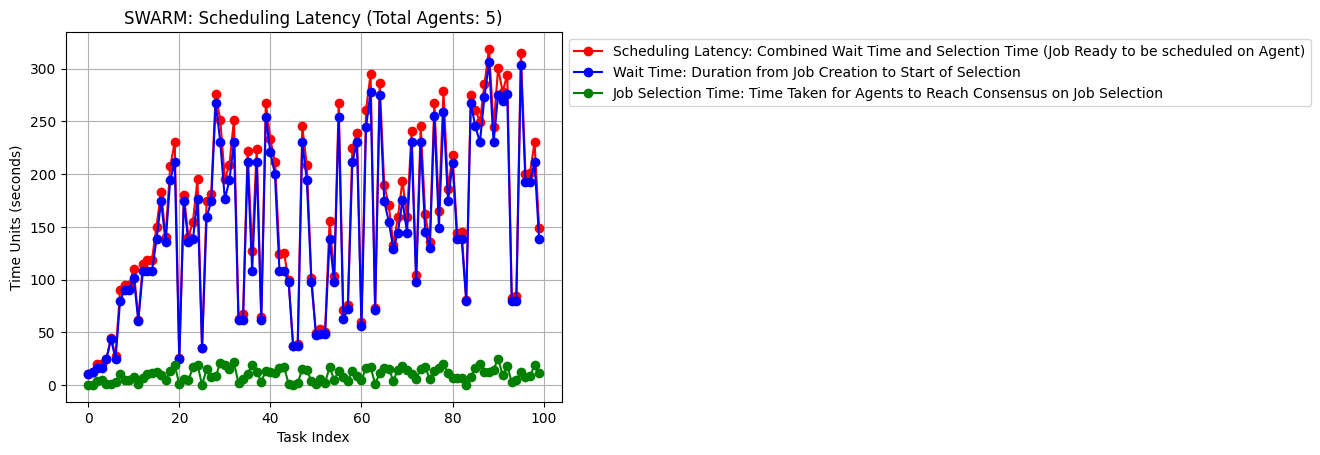 SWARM: Scheduling Latency (Total Agents: 5)
Scheduling Latency: Combined Wait Time and Selection Time (Job Ready to be scheduled on Agent)
Wait Time: Duration from Job Creation to Start of Selection
Job Selection Time: Time Taken for Agents to Reach Consensus on Job Selection
Time Units (seconds)
300
250
200
150
100
50
0
0 20 40 60 80 100
Task Index